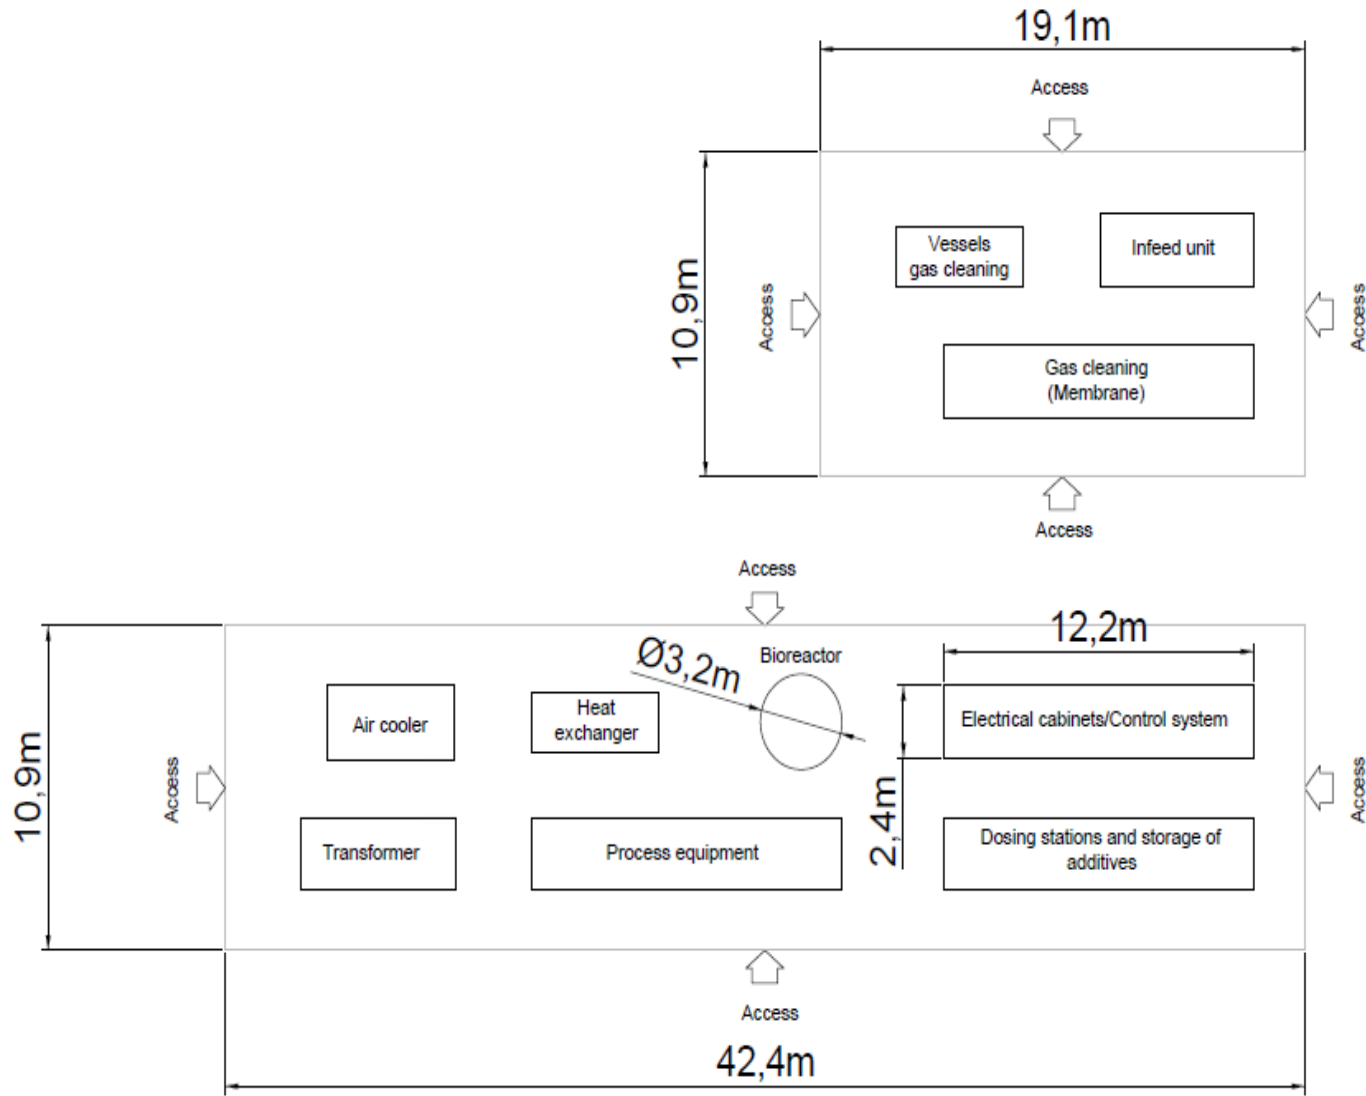 19,1m
Access
Vessels
gas cleaning
Infeed unit
10,9m
Access
Access
Gas cleaning
(Membrane)
Access
Access
12,2m
Ø3,2m
Bioreactor
Air cooler
Heat
exchanger
Electrical cabinets/Control system
10,9m
Access
Access
2,4m
Transformer
Process equipment
Dosing stations and storage of
additives
Access
42,4m